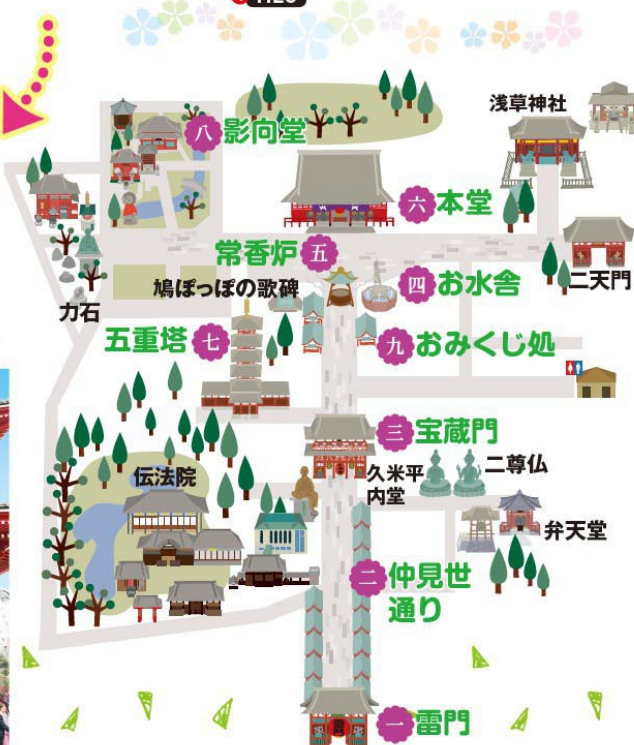 浅草神社
八 影向堂
六 本堂
常香炉 五
鳩ぽっぽの歌碑
四 お水舎
二天門
力石
五重塔 七
九 おみくじ処
三 宝蔵門
伝法院
久米平
内堂
二尊仏
弁天堂
二 仲見世
通り
一 雷門